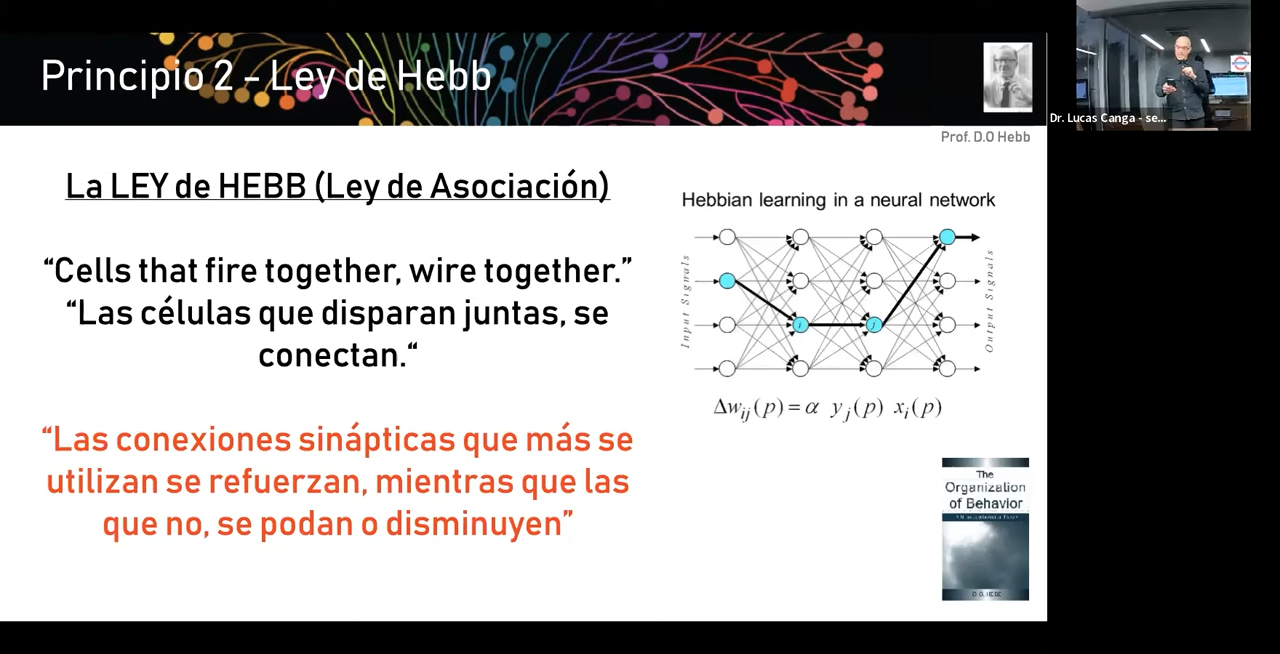 Principio 2 - Ley de Hebb
Dr. Lucas Canga - se...
Prof. D.O Hebb
La LEY de HEBB (Ley de Asociación)
“Cells that fire together, wire together.”
“Las células que disparan juntas, se
conectan.“
“Las conexiones sinápticas que más se
utilizan se refuerzan, mientras que las
que no, se podan o disminuyen”
Hebbian learning in a neural network
Input Signals
i
j
Output Signals
Δwij(p) = α yj(p) xi(p)
The
Organization
of Behavior
D.O. HEBB